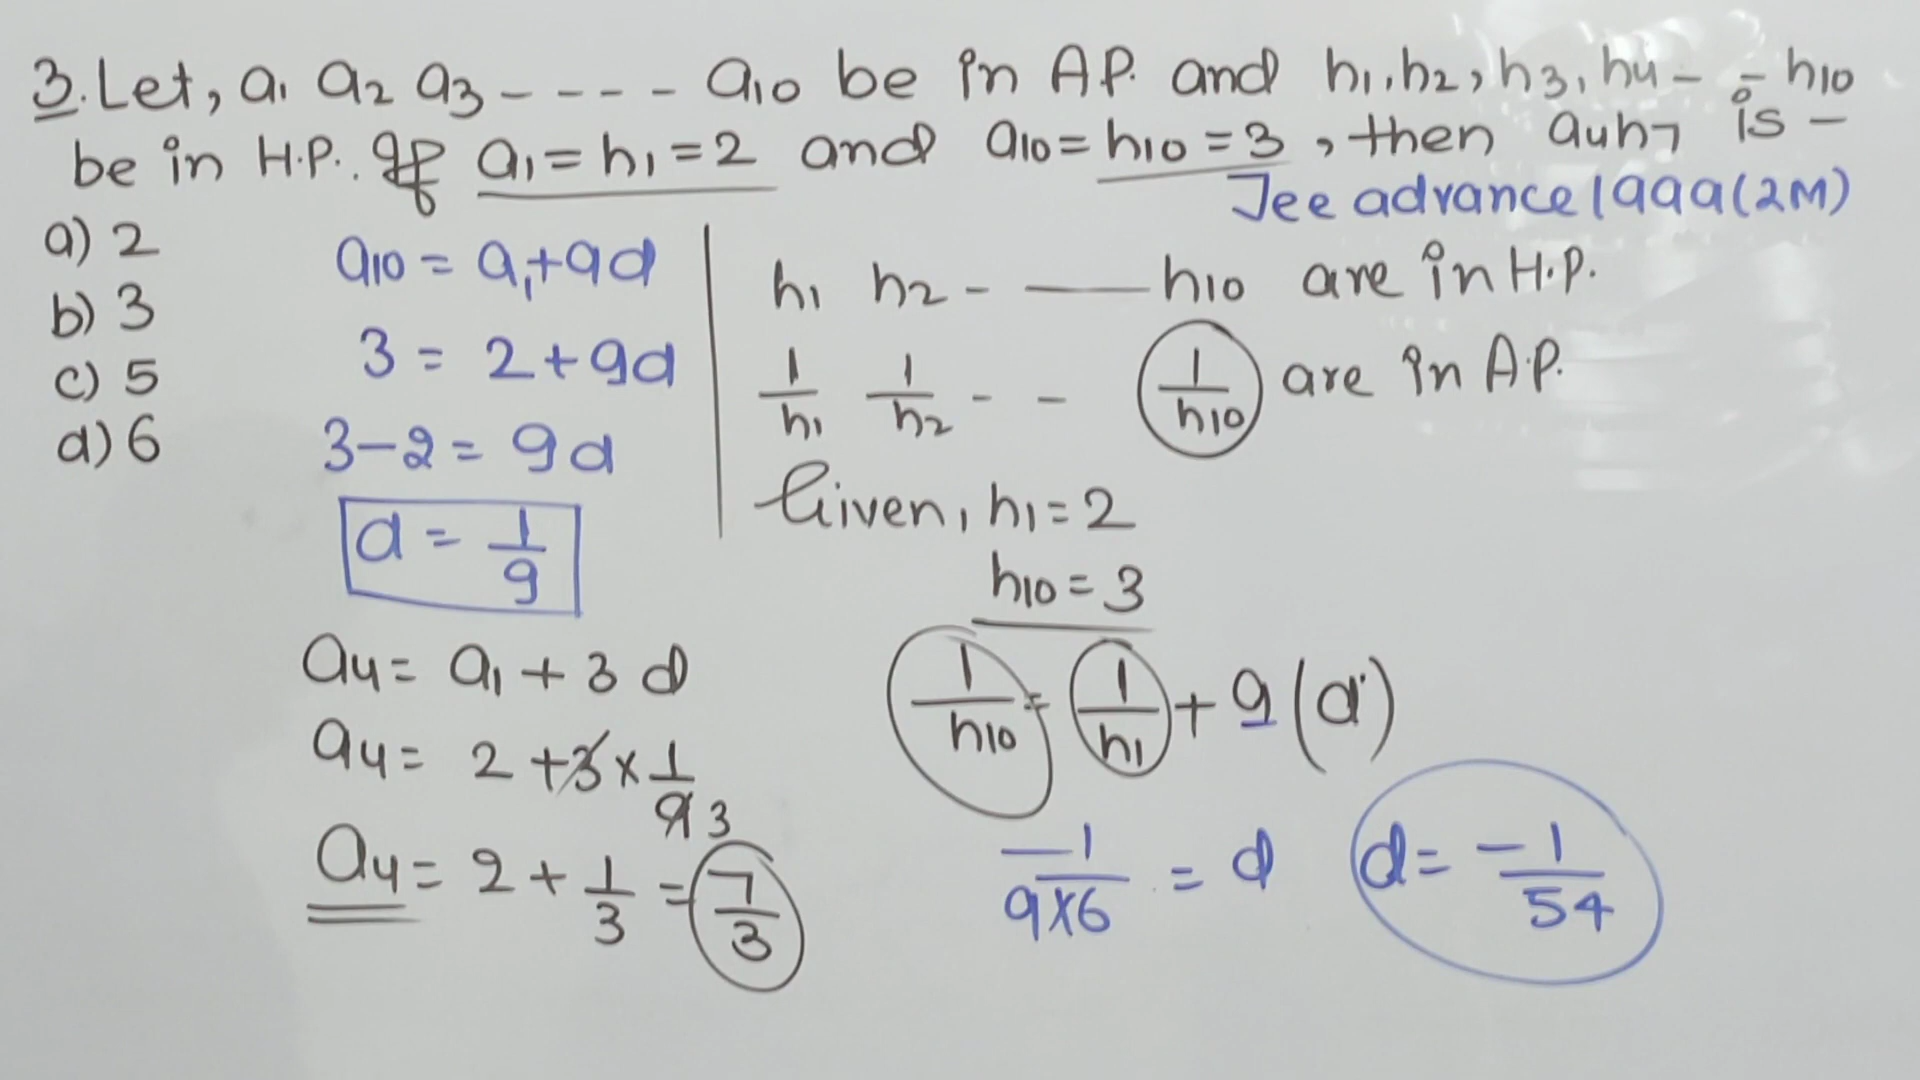 3. Let, a₁ a₂ a₃ - - - - a₁₀ be in A.P. and h₁, h₂, h₃, h₄ - - h₁₀
be in H.P. If a₁ = h₁ = 2 and a₁₀ = h₁₀ = 3, then a₄h₇ is -
Jee advance 1999 (2M)
a) 2
b) 3
c) 5
d) 6
a₁₀ = a₁ + 9d
3 = 2 + 9d
3 - 2 = 9d
d = 1/9
a₄ = a₁ + 3d
a₄ = 2 + 3 × 1/9 3
a₄ = 2 + 1/3 = 7/3
h₁ h₂ - — h₁₀ are in H.P.
1/h₁ 1/h₂ - - 1/h₁₀ are in A.P.
Given, h₁ = 2
h₁₀ = 3
1/h₁₀ = 1/h₁ + 9(d)
-1/9×6 = d d = -1/54